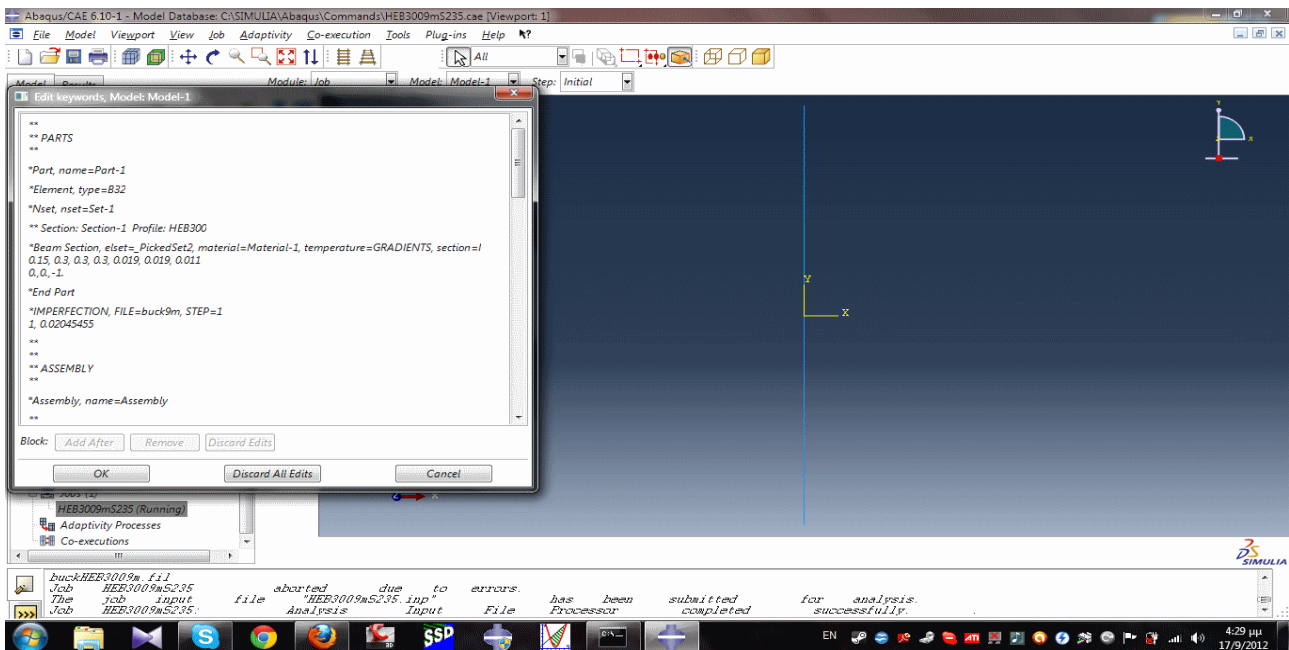 Abaqus/CAE 6.10-1 - Model Database: C:\SIMULIA\Abaqus\Commands\HEB3009mS235.cae [Viewport: 1]
File Model Viewport View Job Adaptivity Co-execution Tools Plug-ins Help
All
Model Results Module: Job Model: Model-1 Step: Initial
Edit keywords, Model: Model-1
**
** PARTS
**
*Part, name=Part-1
*Element, type=B32
*Nset, nset=Set-1
** Section: Section-1 Profile: HEB300
*Beam Section, elset=_PickedSet2, material=Material-1, temperature=GRADIENTS, section=I
0.15, 0.3, 0.3, 0.3, 0.019, 0.019, 0.011
0.,0.,-1.
*End Part
*IMPERFECTION, FILE=buck9m, STEP=1
1, 0.02045455
**
**
** ASSEMBLY
**
*Assembly, name=Assembly
**
Block: Add After Remove Discard Edits
OK Discard All Edits Cancel
Y
X
Jobs (1)
HEB3009mS235 (Running)
Adaptivity Processes
Co-executions
X
SIMULIA
buckHEB3009m.fil
Job HEB3009mS235 aborted due to errors.
The job input file "HEB3009mS235.inp" has been submitted for analysis.
Job HEB3009mS235: Analysis Input File Processor completed successfully.
SSD
EN
4:29 μμ
17/9/2012